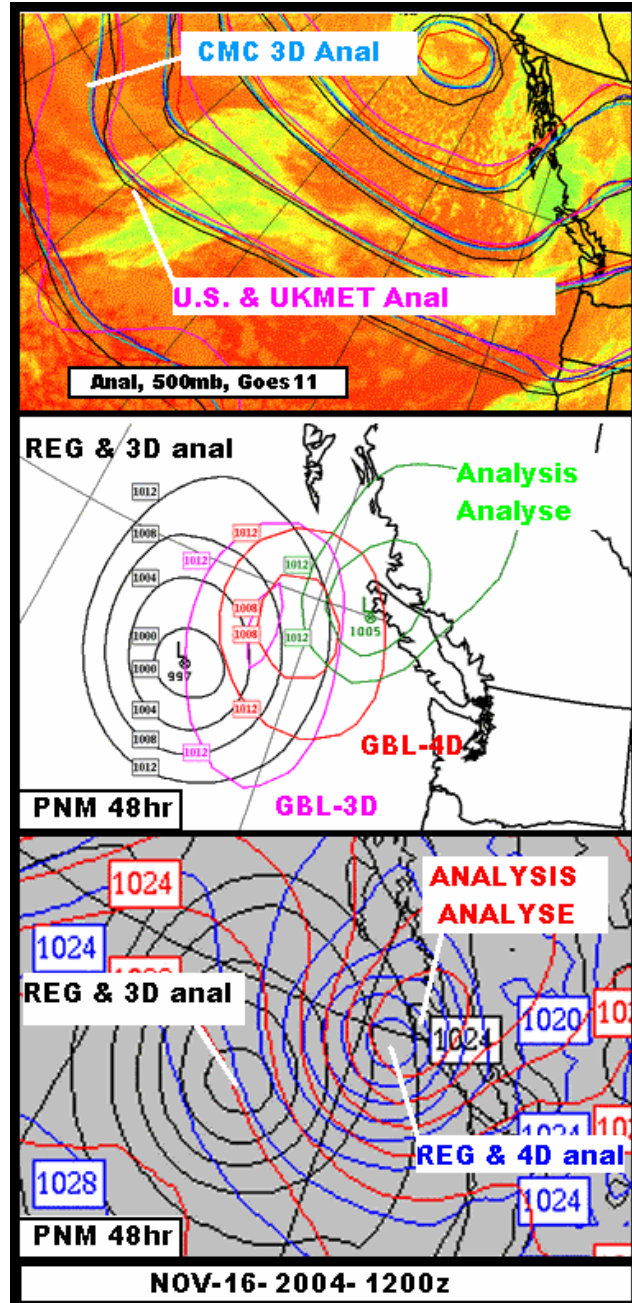 CMC 3D Anal
U.S. & UKMET Anal
Anal, 500mb, Goes11
REG & 3D anal
Analysis
Analyse
1012
1008
1004
1000
1000
1004
1008
1012
L
997
1012
1012
1012
1008
1008
1012
1012
1012
L
1005
GBL-4D
GBL-3D
PNM 48hr
1024
1024
ANALYSIS
ANALYSE
REG & 3D anal
1024
1020
REG & 4D anal
1028
1024
PNM 48hr
NOV-16- 2004- 1200z